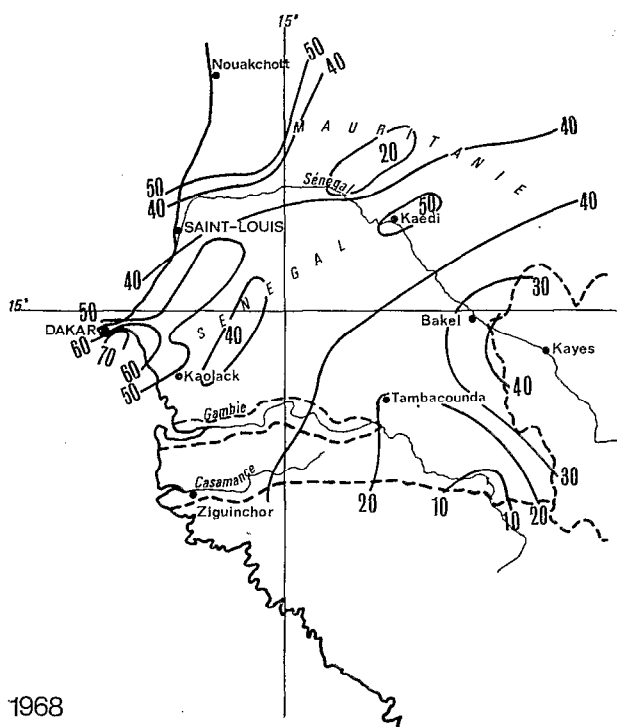 15°
Nouakchott
50
40
MAURITANIE
40
20
50
40
Sénégal
50
Kaédi
SAINT-LOUIS
40
40
SENEGAL
30
15°
50
DAKAR
60
70
60
50
40
Bakel
Kayes
Kaolack
40
Gambie
Tambacounda
Casamance
30
Ziguinchor
20
10
10
20
1968